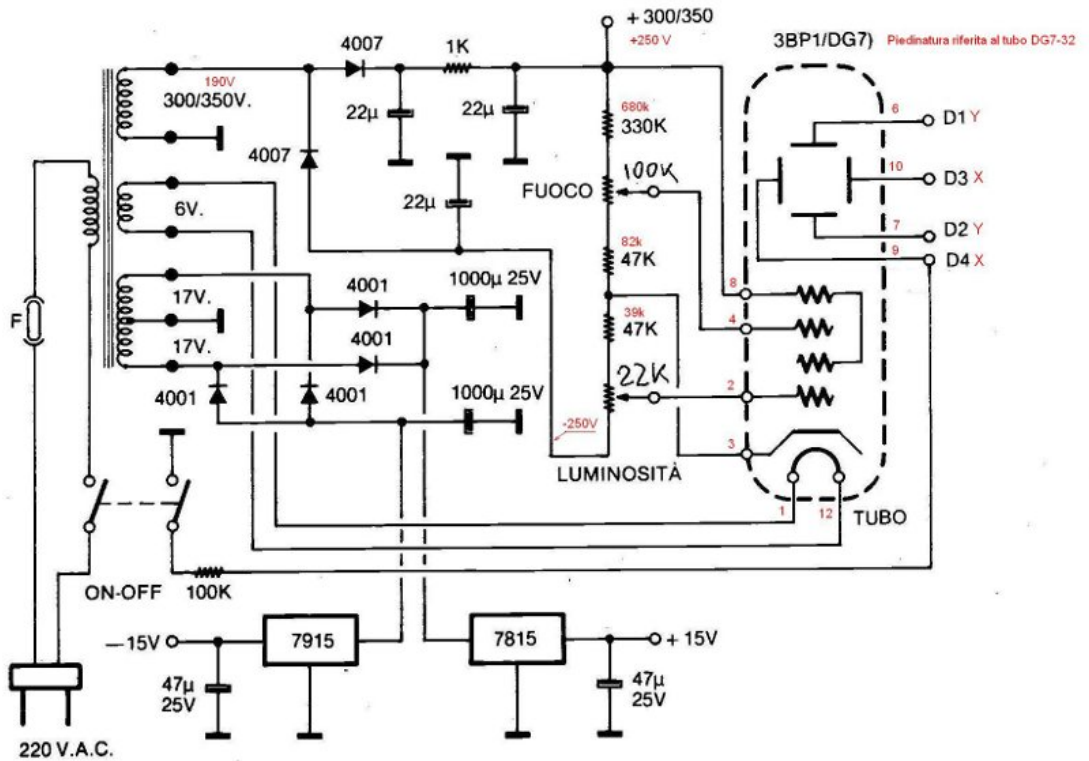 + 300/350
+250 V
3BP1/DG7)
Piedinatura riferita al tubo DG7-32
4007
1K
190V
300/350V.
22µ
22µ
680k
330K
6
D1 Y
4007
100K
10
D3 X
FUOCO
6V.
22µ
7
D2 Y
82k
47K
9
D4 X
4001
1000µ 25V
8
17V.
F
39k
47K
4
4001
17V.
22K
2
4001
4001
1000µ 25V
-250V
3
LUMINOSITÀ
1
12
TUBO
ON-OFF
100K
—15V
7915
7815
+ 15V
47µ
25V
47µ
25V
220 V.A.C.